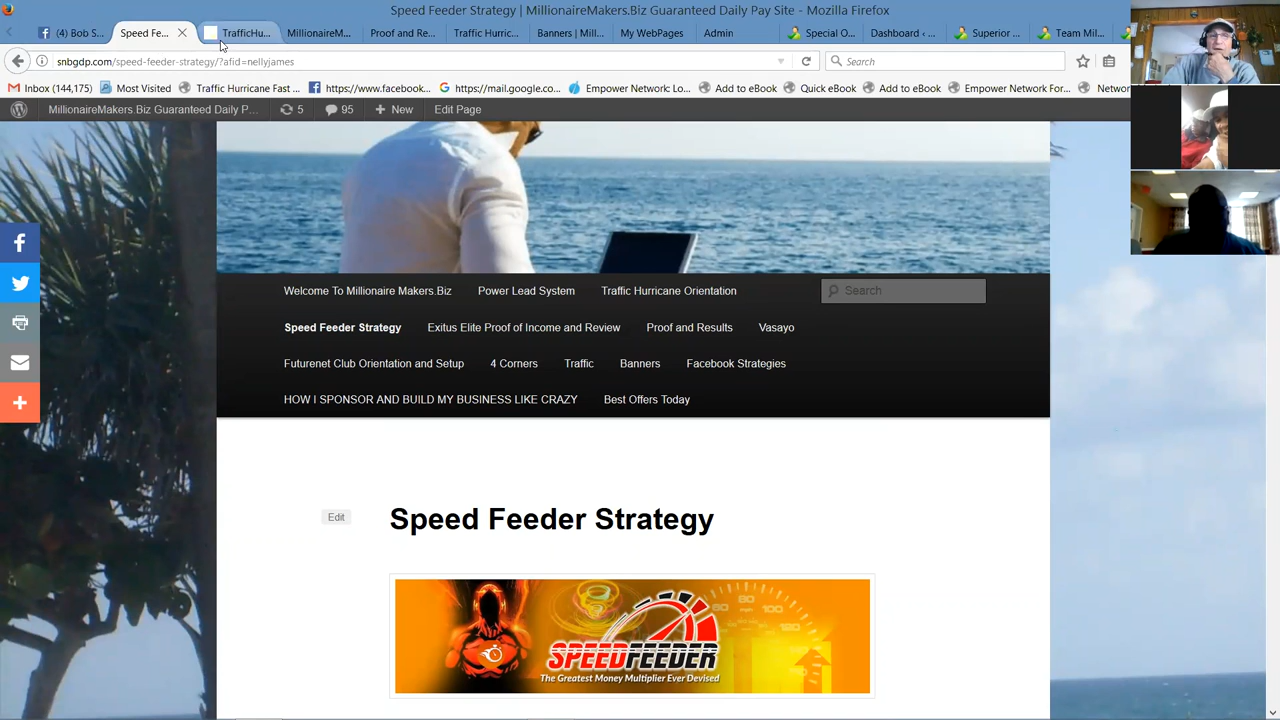 Speed Feeder Strategy | MillionaireMakers.Biz Guaranteed Daily Pay Site - Mozilla Firefox
(4) Bob S... Speed Fe... TrafficHu... MillionaireM... Proof and Re... Traffic Hurric... Banners | Mill... My WebPages Admin Special O... Dashboard ‹ ... Superior ... Team Mil...
snbgdp.com/speed-feeder-strategy/?afid=nellyjames Search
Inbox (144,175) Most Visited Traffic Hurricane Fast ... https://www.facebook... https://mail.google.co... Empower Network: Lo... Add to eBook Quick eBook Add to eBook Empower Network For... Netwo
MillionaireMakers.Biz Guaranteed Daily P... 5 95 New Edit Page
Welcome To Millionaire Makers.Biz Power Lead System Traffic Hurricane Orientation Search
Speed Feeder Strategy Exitus Elite Proof of Income and Review Proof and Results Vasayo
Futurenet Club Orientation and Setup 4 Corners Traffic Banners Facebook Strategies
HOW I SPONSOR AND BUILD MY BUSINESS LIKE CRAZY Best Offers Today
Edit Speed Feeder Strategy
60 80 100 120
SPEEDFEEDER
The Greatest Money Multiplier Ever Devised